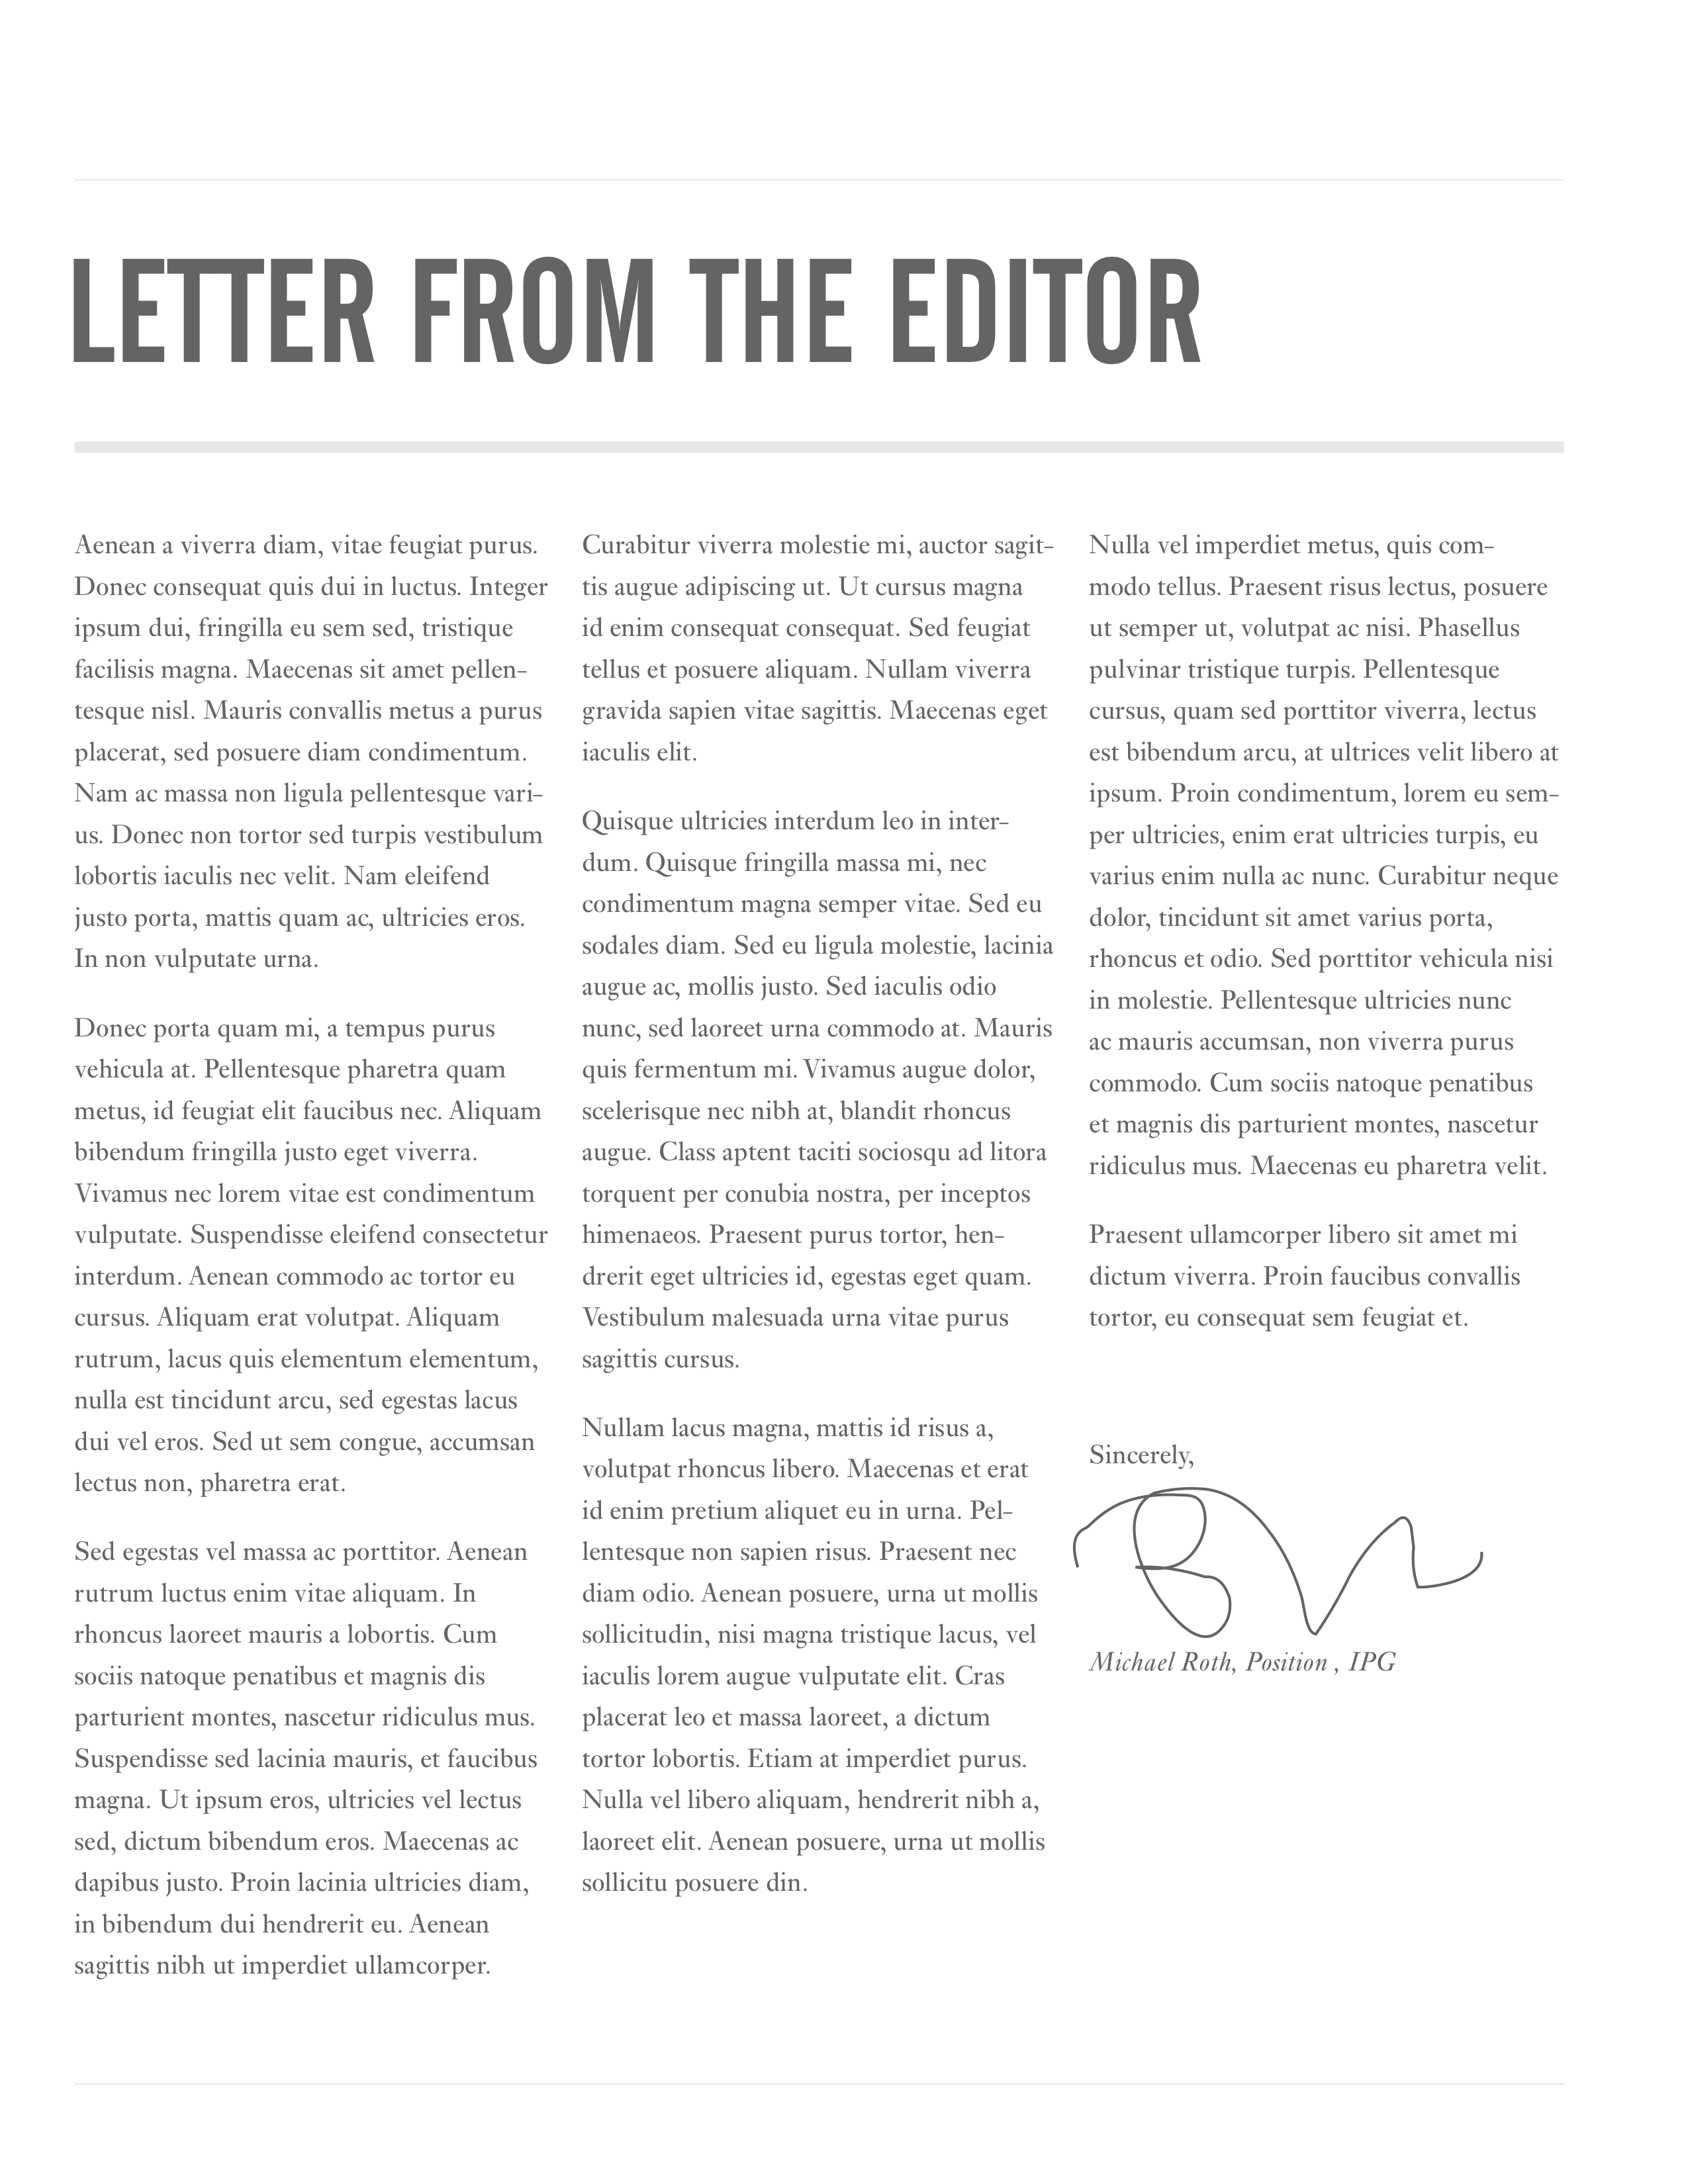 LETTER FROM THE EDITOR
Aenean a viverra diam, vitae feugiat purus.
Donec consequat quis dui in luctus. Integer
ipsum dui, fringilla eu sem sed, tristique
facilisis magna. Maecenas sit amet pellen-
tesque nisl. Mauris convallis metus a purus
placerat, sed posuere diam condimentum.
Nam ac massa non ligula pellentesque vari-
us. Donec non tortor sed turpis vestibulum
lobortis iaculis nec velit. Nam eleifend
justo porta, mattis quam ac, ultricies eros.
In non vulputate urna.
Donec porta quam mi, a tempus purus
vehicula at. Pellentesque pharetra quam
metus, id feugiat elit faucibus nec. Aliquam
bibendum fringilla justo eget viverra.
Vivamus nec lorem vitae est condimentum
vulputate. Suspendisse eleifend consectetur
interdum. Aenean commodo ac tortor eu
cursus. Aliquam erat volutpat. Aliquam
rutrum, lacus quis elementum elementum,
nulla est tincidunt arcu, sed egestas lacus
dui vel eros. Sed ut sem congue, accumsan
lectus non, pharetra erat.
Sed egestas vel massa ac porttitor. Aenean
rutrum luctus enim vitae aliquam. In
rhoncus laoreet mauris a lobortis. Cum
sociis natoque penatibus et magnis dis
parturient montes, nascetur ridiculus mus.
Suspendisse sed lacinia mauris, et faucibus
magna. Ut ipsum eros, ultricies vel lectus
sed, dictum bibendum eros. Maecenas ac
dapibus justo. Proin lacinia ultricies diam,
in bibendum dui hendrerit eu. Aenean
sagittis nibh ut imperdiet ullamcorper.
Curabitur viverra molestie mi, auctor sagit-
tis augue adipiscing ut. Ut cursus magna
id enim consequat consequat. Sed feugiat
tellus et posuere aliquam. Nullam viverra
gravida sapien vitae sagittis. Maecenas eget
iaculis elit.
Quisque ultricies interdum leo in inter-
dum. Quisque fringilla massa mi, nec
condimentum magna semper vitae. Sed eu
sodales diam. Sed eu ligula molestie, lacinia
augue ac, mollis justo. Sed iaculis odio
nunc, sed laoreet urna commodo at. Mauris
quis fermentum mi. Vivamus augue dolor,
scelerisque nec nibh at, blandit rhoncus
augue. Class aptent taciti sociosqu ad litora
torquent per conubia nostra, per inceptos
himenaeos. Praesent purus tortor, hen-
drerit eget ultricies id, egestas eget quam.
Vestibulum malesuada urna vitae purus
sagittis cursus.
Nullam lacus magna, mattis id risus a,
volutpat rhoncus libero. Maecenas et erat
id enim pretium aliquet eu in urna. Pel-
lentesque non sapien risus. Praesent nec
diam odio. Aenean posuere, urna ut mollis
sollicitudin, nisi magna tristique lacus, vel
iaculis lorem augue vulputate elit. Cras
placerat leo et massa laoreet, a dictum
tortor lobortis. Etiam at imperdiet purus.
Nulla vel libero aliquam, hendrerit nibh a,
laoreet elit. Aenean posuere, urna ut mollis
sollicitu posuere din.
Nulla vel imperdiet metus, quis com-
modo tellus. Praesent risus lectus, posuere
ut semper ut, volutpat ac nisi. Phasellus
pulvinar tristique turpis. Pellentesque
cursus, quam sed porttitor viverra, lectus
est bibendum arcu, at ultrices velit libero at
ipsum. Proin condimentum, lorem eu sem-
per ultricies, enim erat ultricies turpis, eu
varius enim nulla ac nunc. Curabitur neque
dolor, tincidunt sit amet varius porta,
rhoncus et odio. Sed porttitor vehicula nisi
in molestie. Pellentesque ultricies nunc
ac mauris accumsan, non viverra purus
commodo. Cum sociis natoque penatibus
et magnis dis parturient montes, nascetur
ridiculus mus. Maecenas eu pharetra velit.
Praesent ullamcorper libero sit amet mi
dictum viverra. Proin faucibus convallis
tortor, eu consequat sem feugiat et.
Sincerely,
Michael Roth, Position , IPG